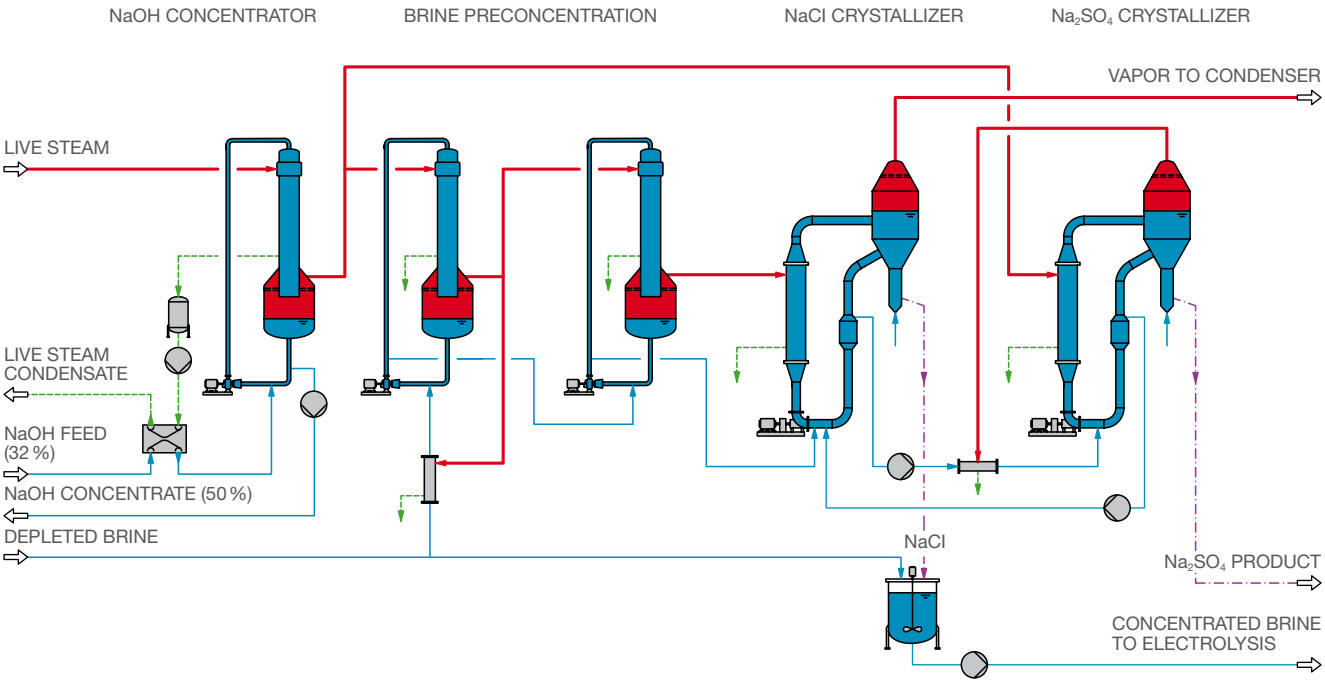 NaOH CONCENTRATOR
BRINE PRECONCENTRATION
NaCl CRYSTALLIZER
Na₂SO₄ CRYSTALLIZER
VAPOR TO CONDENSER
LIVE STEAM
LIVE STEAM
CONDENSATE
NaOH FEED
(32 %)
NaOH CONCENTRATE (50 %)
DEPLETED BRINE
NaCl
Na₂SO₄ PRODUCT
CONCENTRATED BRINE
TO ELECTROLYSIS